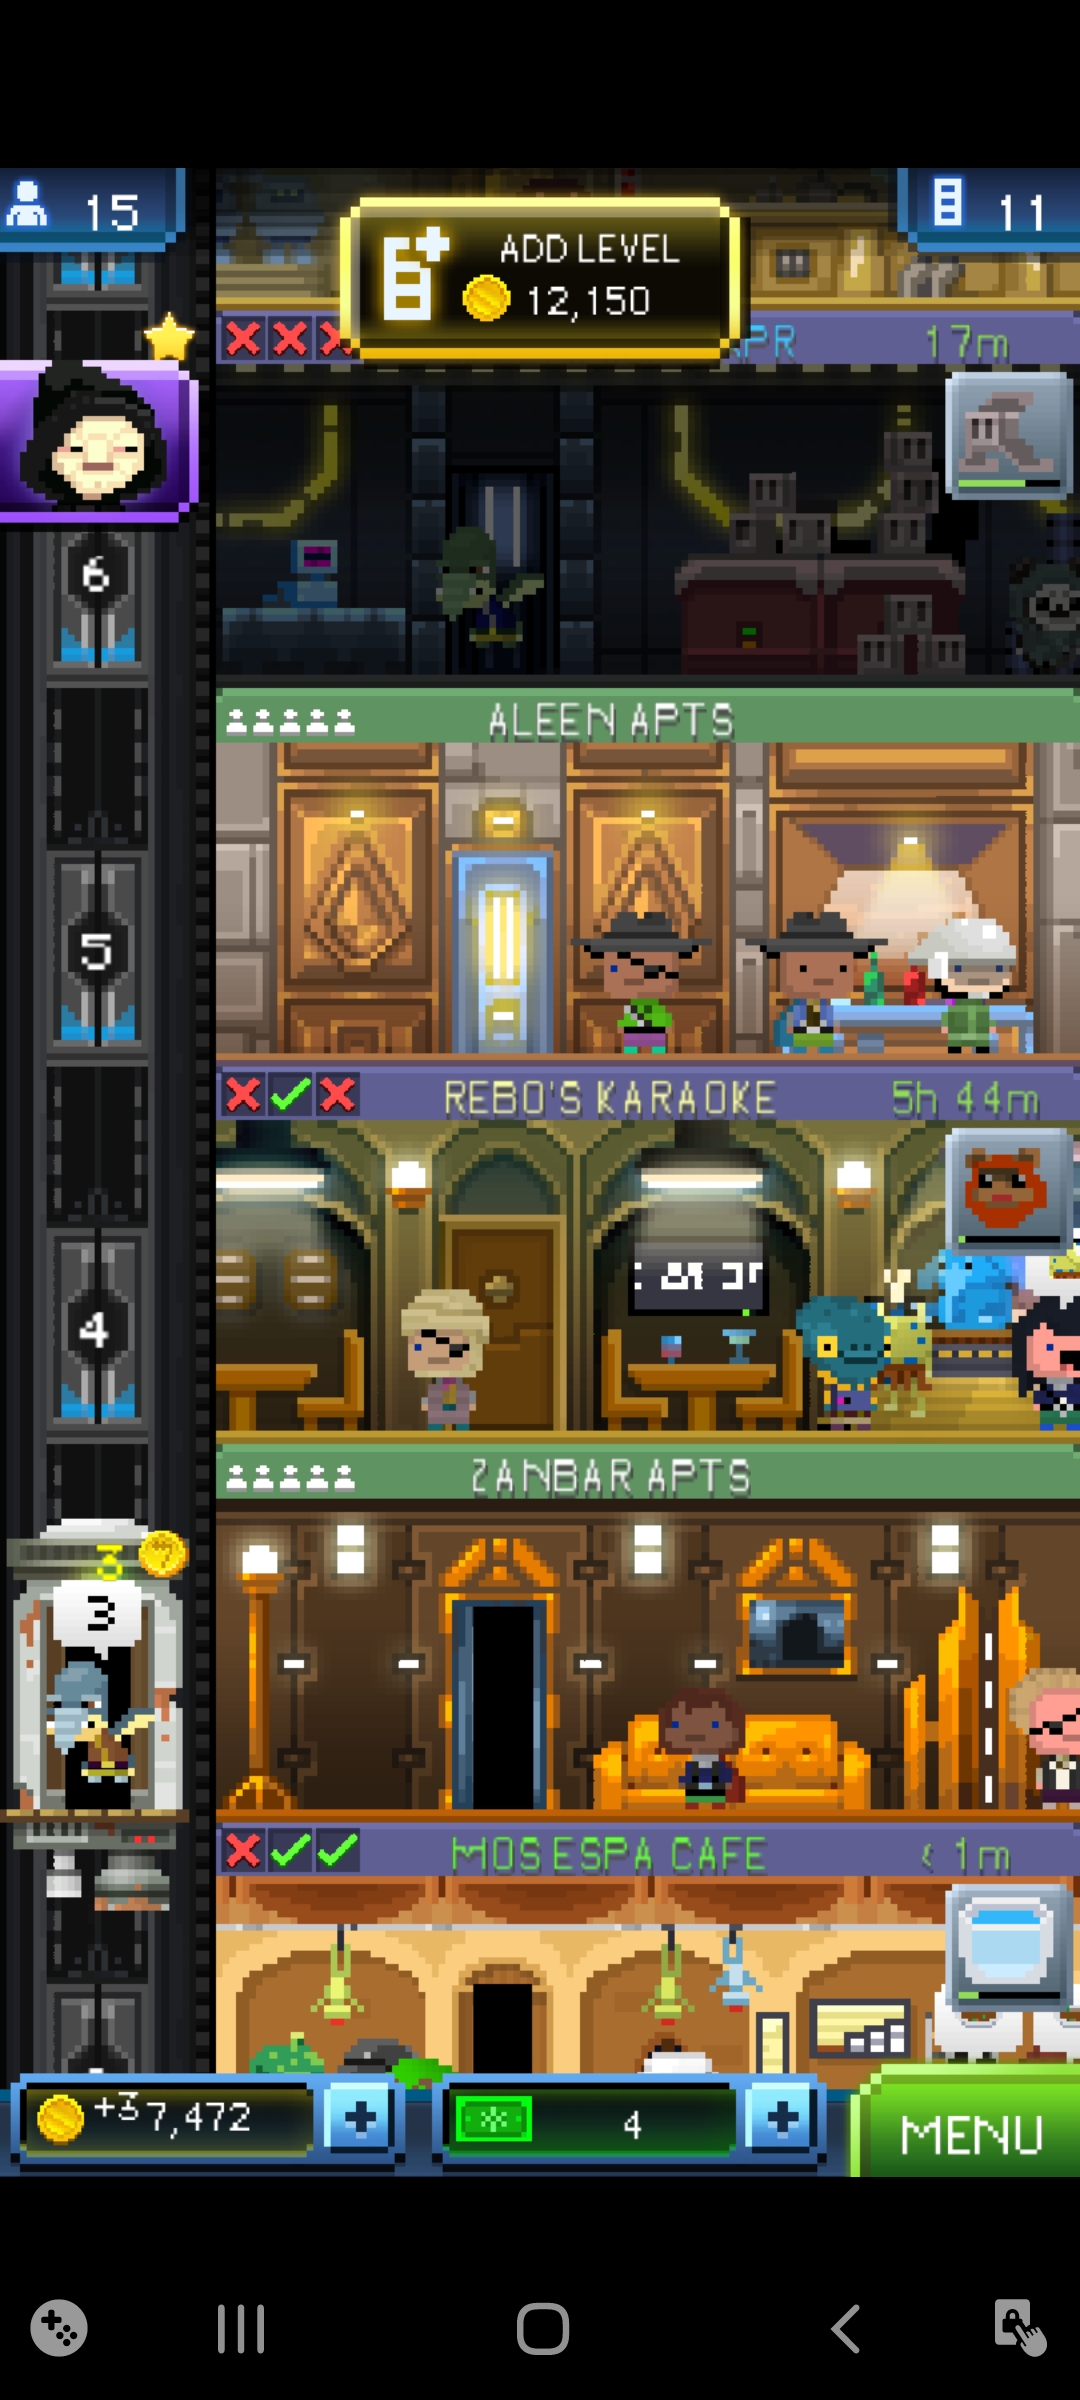 15
11
ADD LEVEL
12,150
PR 17m
6
ALEEN APTS
5
REBO'S KARAOKE 5h 44m
4
ZANBAR APTS
3
3
MOS ESPA CAFE < 1m
+3 7,472
4
MENU